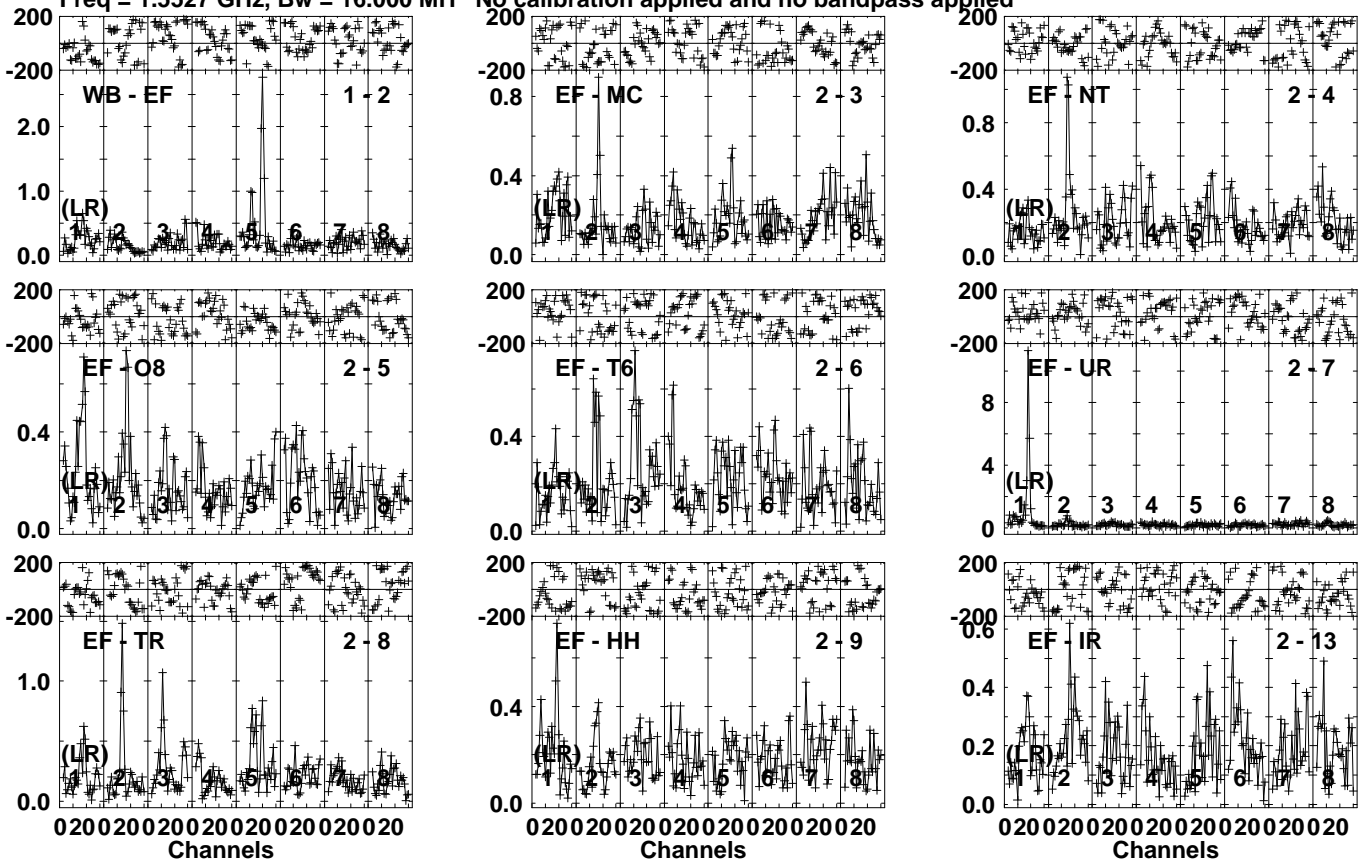 Freq = 1.5527 GHz, Bw = 16.000 MH No calibration applied and no bandpass applied
200 200 200
-200 -200 -200
WB - EF 1 - 2 EF - MC 2 - 3 EF - NT 2 - 4
2.0 0.8 0.8
1.0 0.4 0.4
(LR) (LR) (LR)
1 2 3 4 5 6 7 8 1 2 3 4 5 6 7 8 1 2 3 4 5 6 7 8
0.0 0.0 0.0
200 200 200
-200 -200 -200
EF - O8 2 - 5 EF - T6 2 - 6 EF - UR 2 - 7
8
0.4 0.4 4
(LR) (LR) (LR)
1 2 3 4 5 6 7 8 1 2 3 4 5 6 7 8 1 2 3 4 5 6 7 8
0.0 0.0 0
200 200 200
-200 -200 -200
EF - TR 2 - 8 EF - HH 2 - 9 EF - IR 2 - 13
0.6
1.0 0.4 0.4
0.2
(LR) (LR) (LR)
1 2 3 4 5 6 7 8 1 2 3 4 5 6 7 8 1 2 3 4 5 6 7 8
0.0 0.0 0.0
0 20 0 20 0 20 0 20 0 20 0 20 0 20 0 20 0 20 0 20 0 20 0 20 0 20 0 20 0 20 0 20 0 20 0 20 0 20 0 20 0 20 0 20 0 20 0 20
Channels Channels Channels